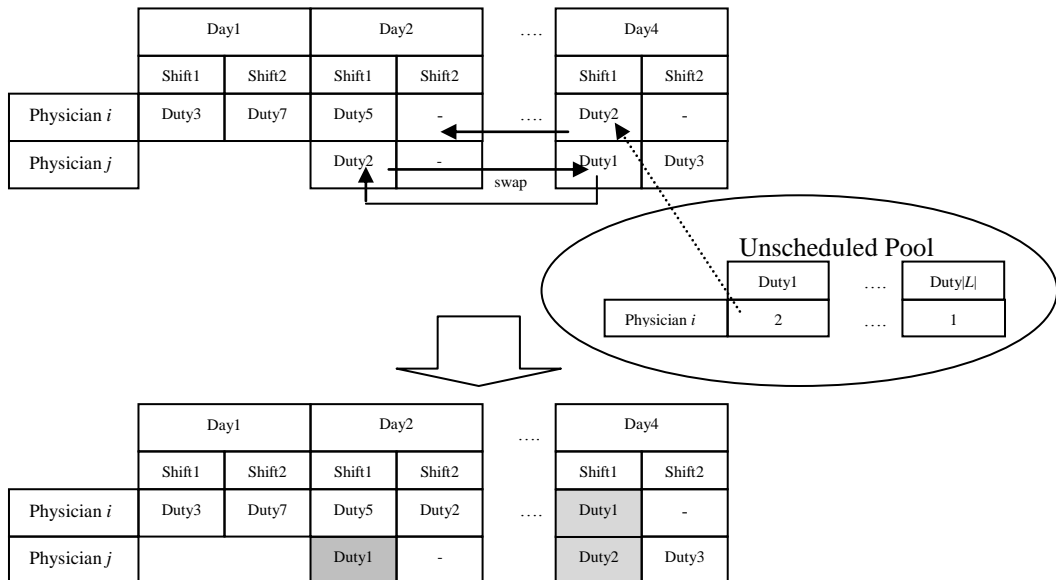 Day1 Day2 …. Day4
Shift1 Shift2 Shift1 Shift2 Shift1 Shift2
Physician i Duty3 Duty7 Duty5 - …. Duty2 -
Physician j Duty2 - Duty1 Duty3
swap
Unscheduled Pool
Duty1 …. Duty|L|
Physician i 2 …. 1
Day1 Day2 …. Day4
Shift1 Shift2 Shift1 Shift2 Shift1 Shift2
Physician i Duty3 Duty7 Duty5 Duty2 …. Duty1 -
Physician j Duty1 - Duty2 Duty3